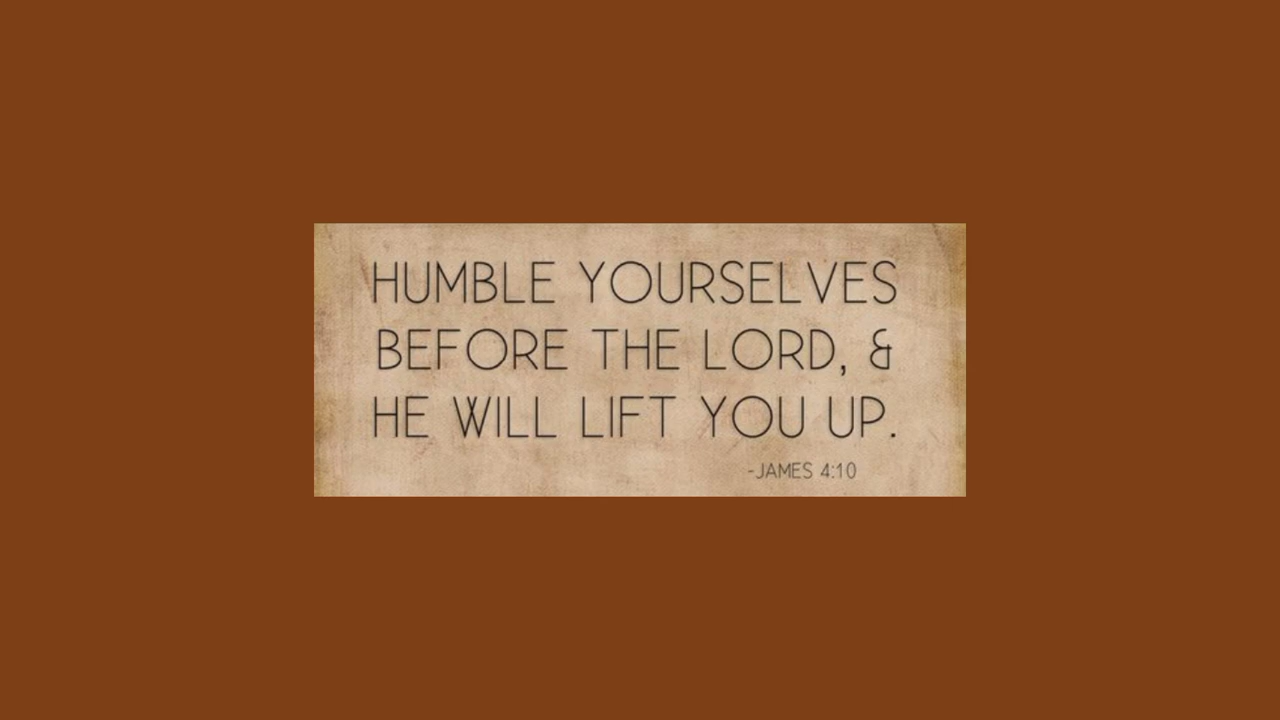 HUMBLE YOURSELVES
BEFORE THE LORD, &
HE WILL LIFT YOU UP.
-JAMES 4:10